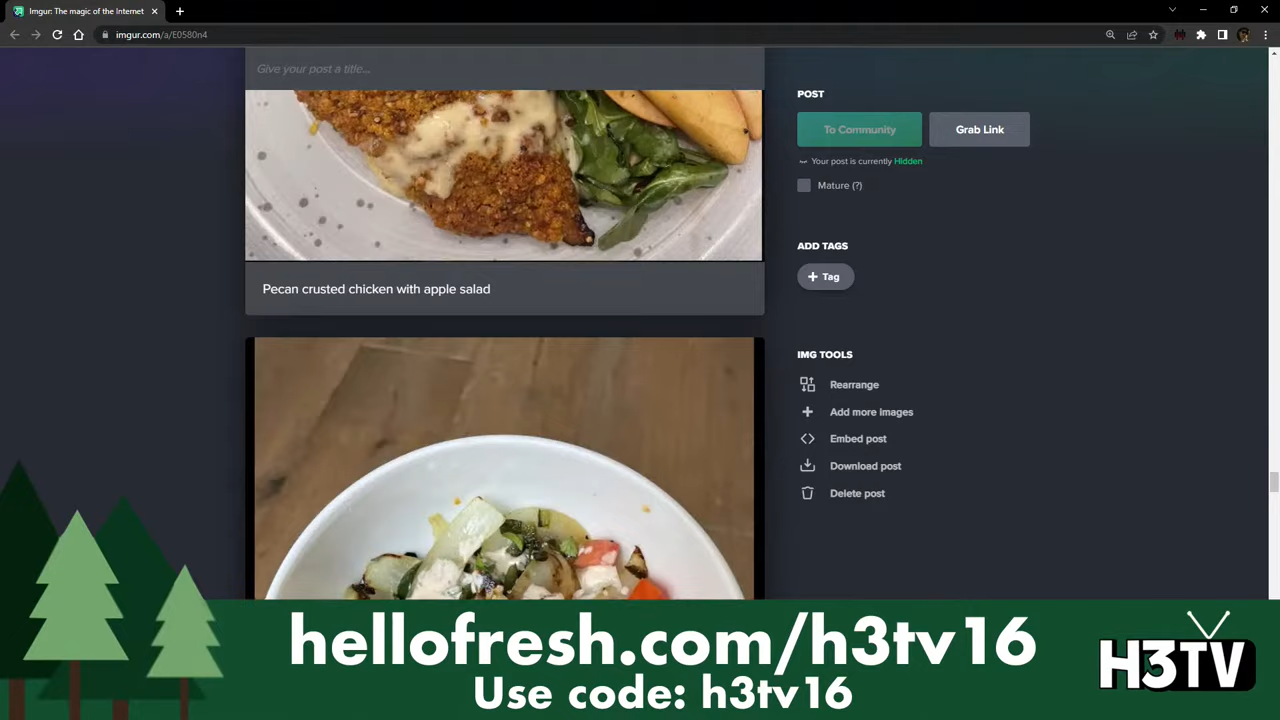 Imgur: The magic of the Internet
imgur.com/a/E0580n4
Give your post a title...
Pecan crusted chicken with apple salad
POST
To Community
Grab Link
Your post is currently Hidden
Mature (?)
ADD TAGS
+ Tag
IMG TOOLS
Rearrange
Add more images
Embed post
Download post
Delete post
hellofresh.com/h3tv16
Use code: h3tv16
H3TV